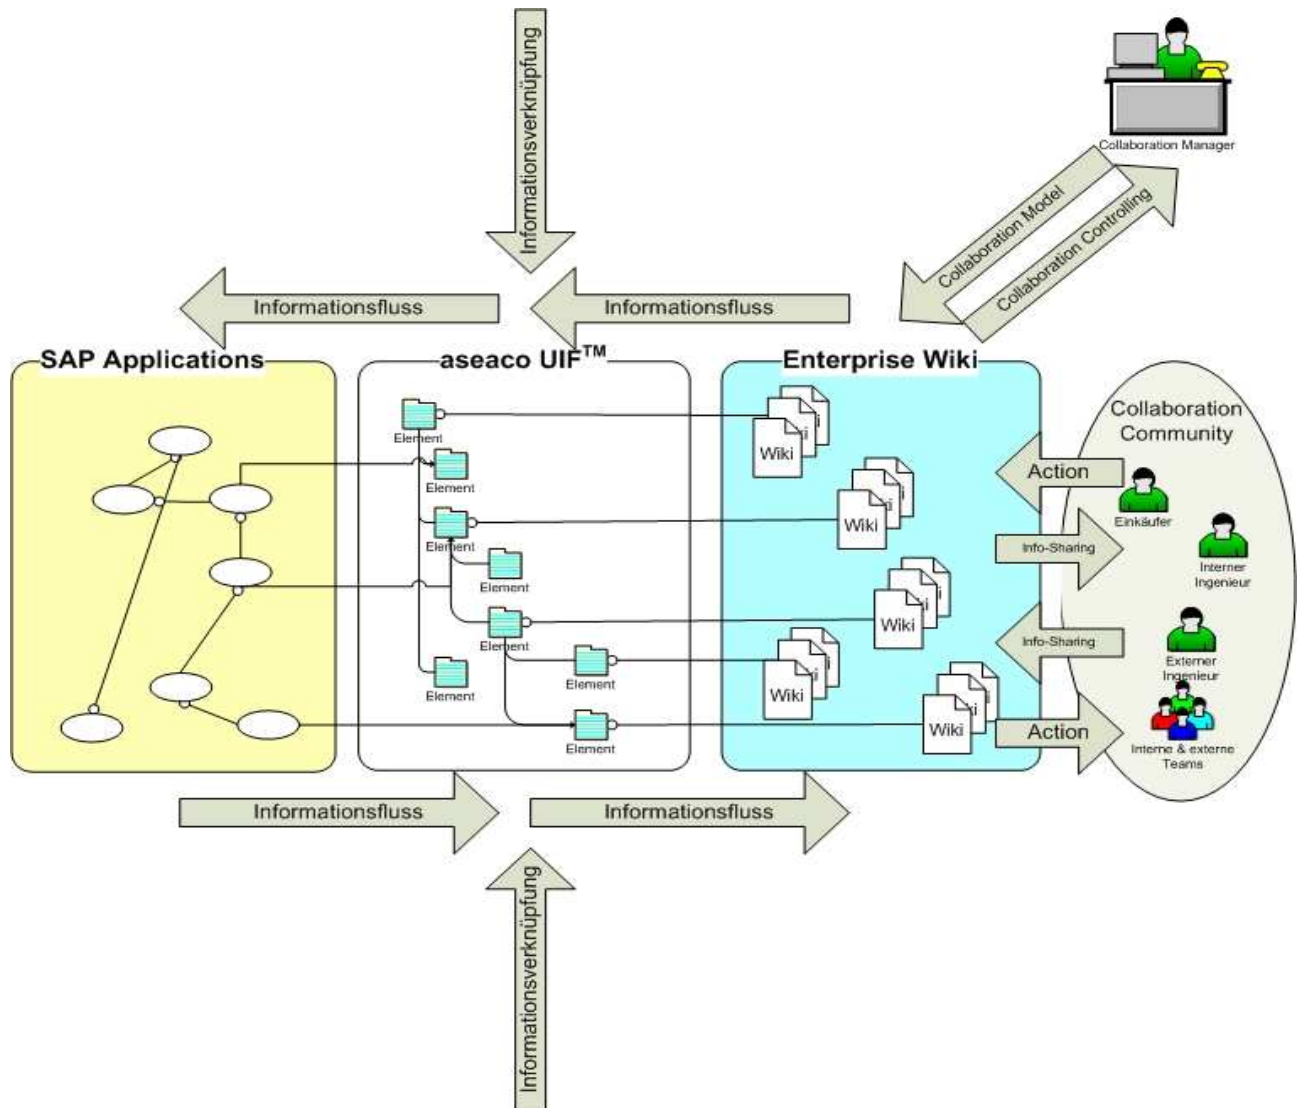 Informationsverknüpfung
Collaboration Manager
Collaboration Model
Collaboration Controlling
Informationsfluss
Informationsfluss
SAP Applications
aseaco UIF™
Enterprise Wiki
Collaboration
Community
Element
Element
Element
Element
Element
Element
Element
Element
Wiki
Wiki
Wiki
Wiki
Wiki
Action
Einkäufer
Info-Sharing
Interner
Ingenieur
Info-Sharing
Externer
Ingenieur
Action
Interne & externe
Teams
Informationsfluss
Informationsfluss
Informationsverknüpfung